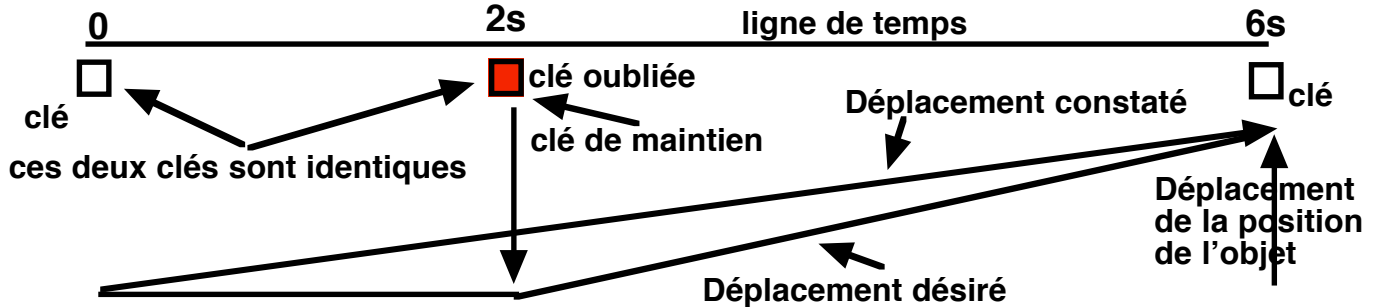 0
2s
ligne de temps
6s
clé
clé oubliée
clé
clé de maintien
ces deux clés sont identiques
Déplacement constaté
Déplacement
de la position
de l'objet
Déplacement désiré